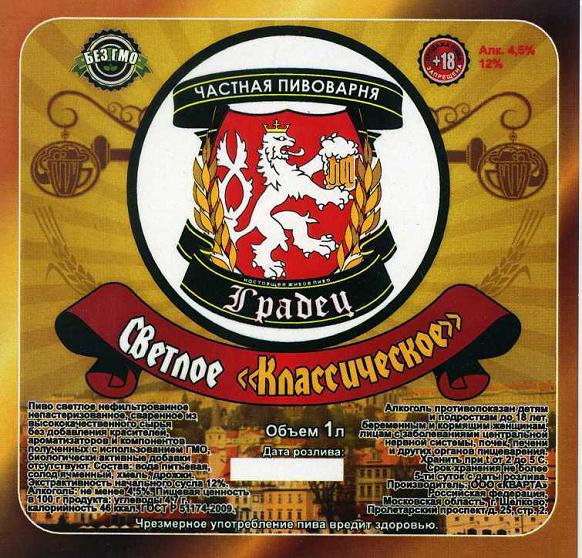 БЕЗ ГМО
ЧАСТНАЯ ПИВОВАРНЯ
+18
ЗАПРЕЩЕНА
Алк. 4,5%
12%
настоящее живое пиво
Градец
Светлое «Классическое»
Объем 1л
Дата розлива:
Пиво светлое нефильтрованное
непастеризованное, сваренное из
высококачественного сырья
без добавления красителей,
ароматизаторов и компонентов
полученных с использованием ГМО,
биологически активные добавки
отсутствуют. Состав: вода питьевая,
солод ячменный, хмель, дрожжи.
Экстрактивность начального сусла 12%.
Алкоголь: не менее 4,5%. Пищевая ценность
в 100 г продукта: углеводы 4,7г,
калорийность 46 ккал. ГОСТ Р 51174-2009.
Алкоголь противопоказан детям
и подросткам до 18 лет,
беременным и кормящим женщинам,
лицам с заболеваниями центральной
нервной системы, почек, печени
и других органов пищеварения.
Хранить при t от 2 до 5 С.
Срок хранения не более
5-ти суток с даты розлива.
Производитель: ООО «КВАРТА»
Российская федерация,
Московская область, г. Щелково,
Пролетарский проспект д. 25, стр. 2.
Чрезмерное употребление пива вредит здоровью.